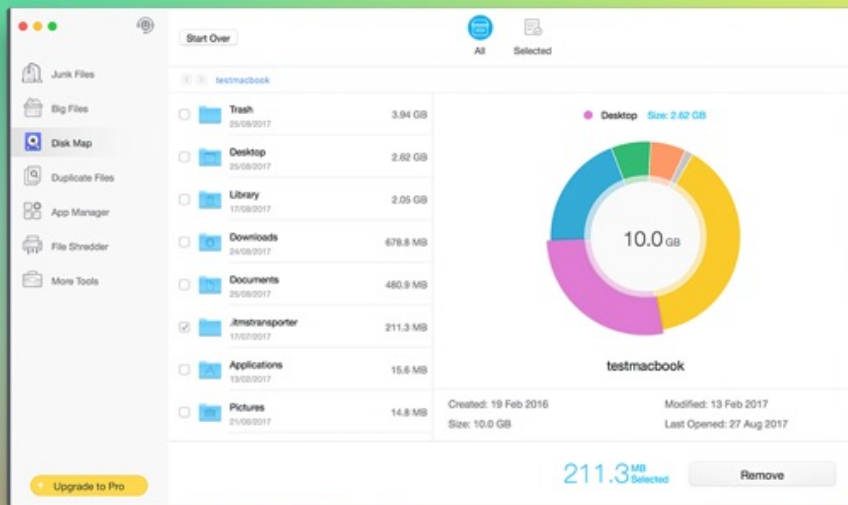 Start Over
All
Selected
Junk Files
Big Files
Disk Map
Duplicate Files
App Manager
File Shredder
More Tools
Upgrade to Pro
testmacbook
Trash
25/08/2017
3.94 GB
Desktop
25/08/2017
2.62 GB
Library
17/08/2017
2.05 GB
Downloads
24/08/2017
678.8 MB
Documents
25/08/2017
480.9 MB
.itmstransporter
17/07/2017
211.3 MB
Applications
13/02/2017
15.6 MB
Pictures
21/08/2017
14.8 MB
Desktop Size: 2.62 GB
10.0 GB
testmacbook
Created: 19 Feb 2016
Modified: 13 Feb 2017
Size: 10.0 GB
Last Opened: 27 Aug 2017
211.3 MB Selected
Remove